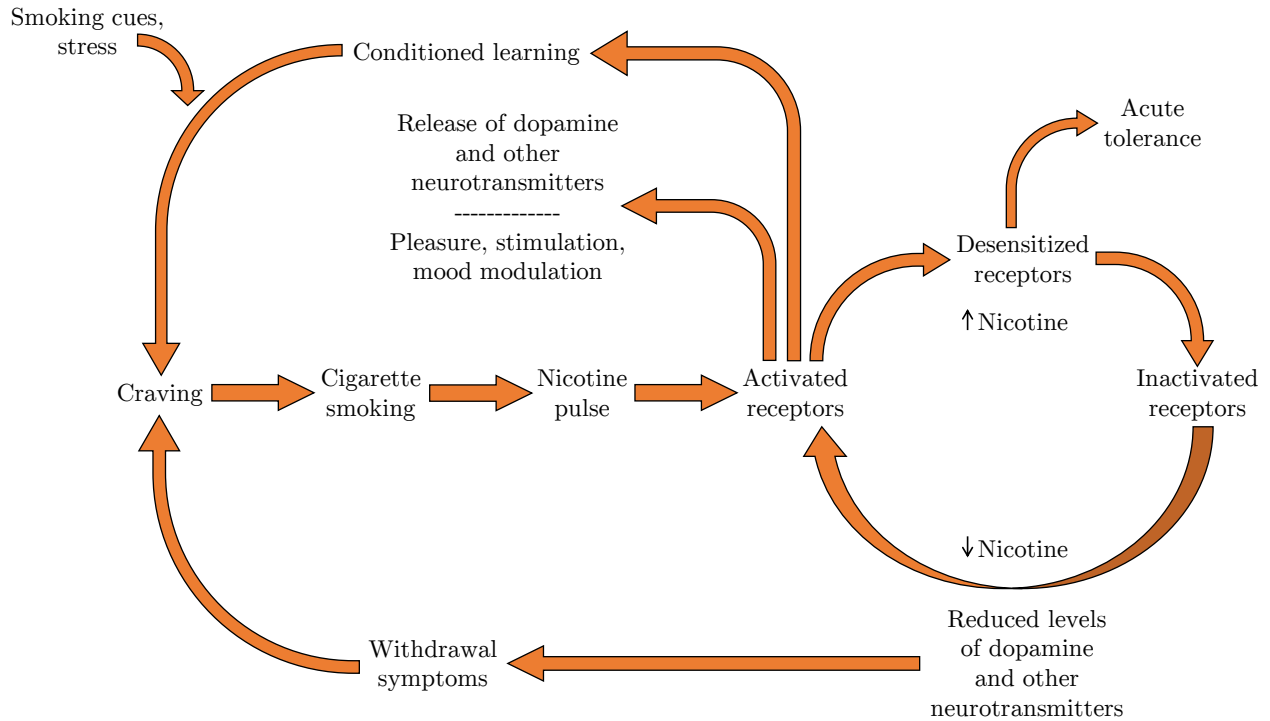 Smoking cues,
stress
Conditioned learning
Release of dopamine
and other
neurotransmitters
-------------
Pleasure, stimulation,
mood modulation
Acute
tolerance
Desensitized
receptors
↑Nicotine
Craving
Cigarette
smoking
Nicotine
pulse
Activated
receptors
Inactivated
receptors
↓Nicotine
Reduced levels
of dopamine
and other
neurotransmitters
Withdrawal
symptoms